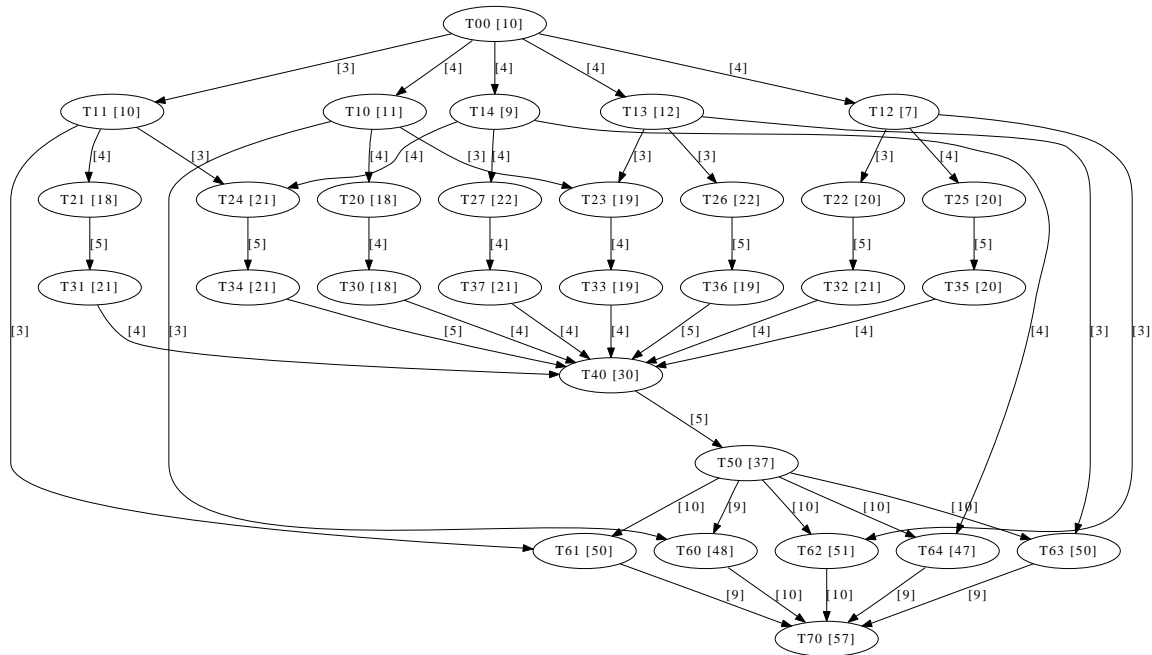 T00 [10]
[3] [4] [4] [4] [4]
T11 [10] T10 [11] T14 [9] T13 [12] T12 [7]
[4] [3] [4] [4] [3] [4] [3] [3] [3] [4]
T21 [18] T24 [21] T20 [18] T27 [22] T23 [19] T26 [22] T22 [20] T25 [20]
[5] [5] [4] [4] [4] [5] [5] [5]
T31 [21] T34 [21] T30 [18] T37 [21] T33 [19] T36 [19] T32 [21] T35 [20]
[3] [4] [3] [5] [4] [4] [4] [5] [4] [4] [4] [3] [3]
T40 [30]
[5]
T50 [37]
[10] [9] [10] [10] [10]
T61 [50] T60 [48] T62 [51] T64 [47] T63 [50]
[9] [10] [10] [9] [9]
T70 [57]